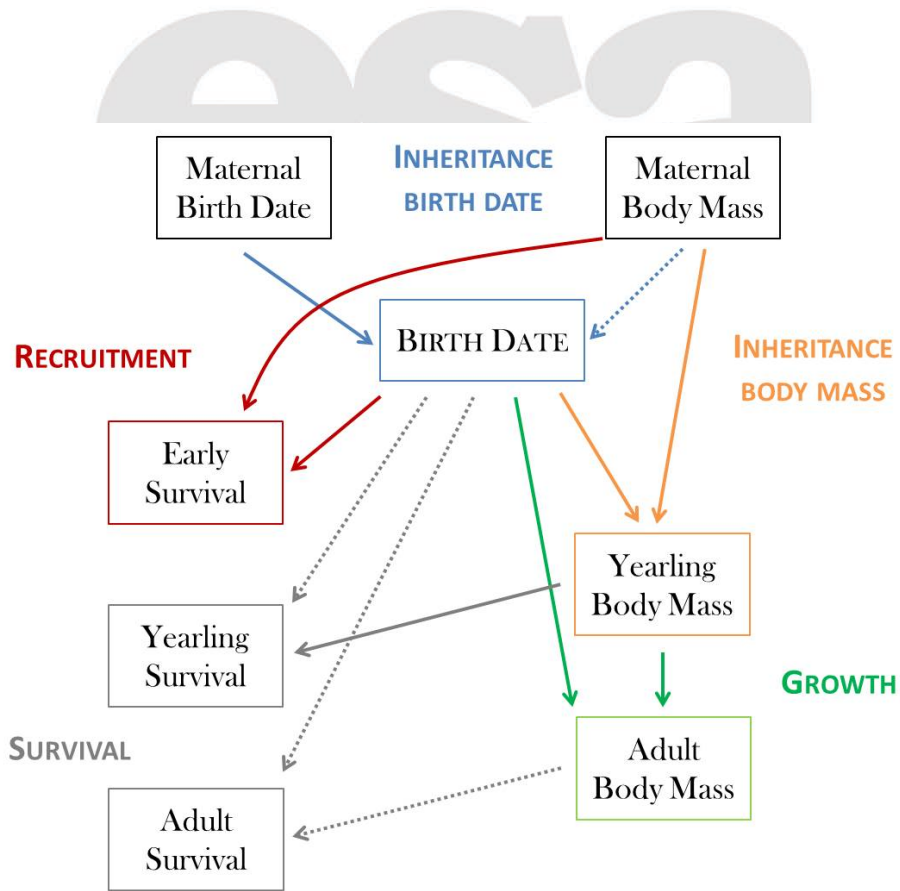 esa
Maternal
Birth Date
INHERITANCE
BIRTH DATE
Maternal
Body Mass
BIRTH DATE
RECRUITMENT
INHERITANCE
BODY MASS
Early
Survival
Yearling
Body Mass
Yearling
Survival
GROWTH
SURVIVAL
Adult
Body Mass
Adult
Survival